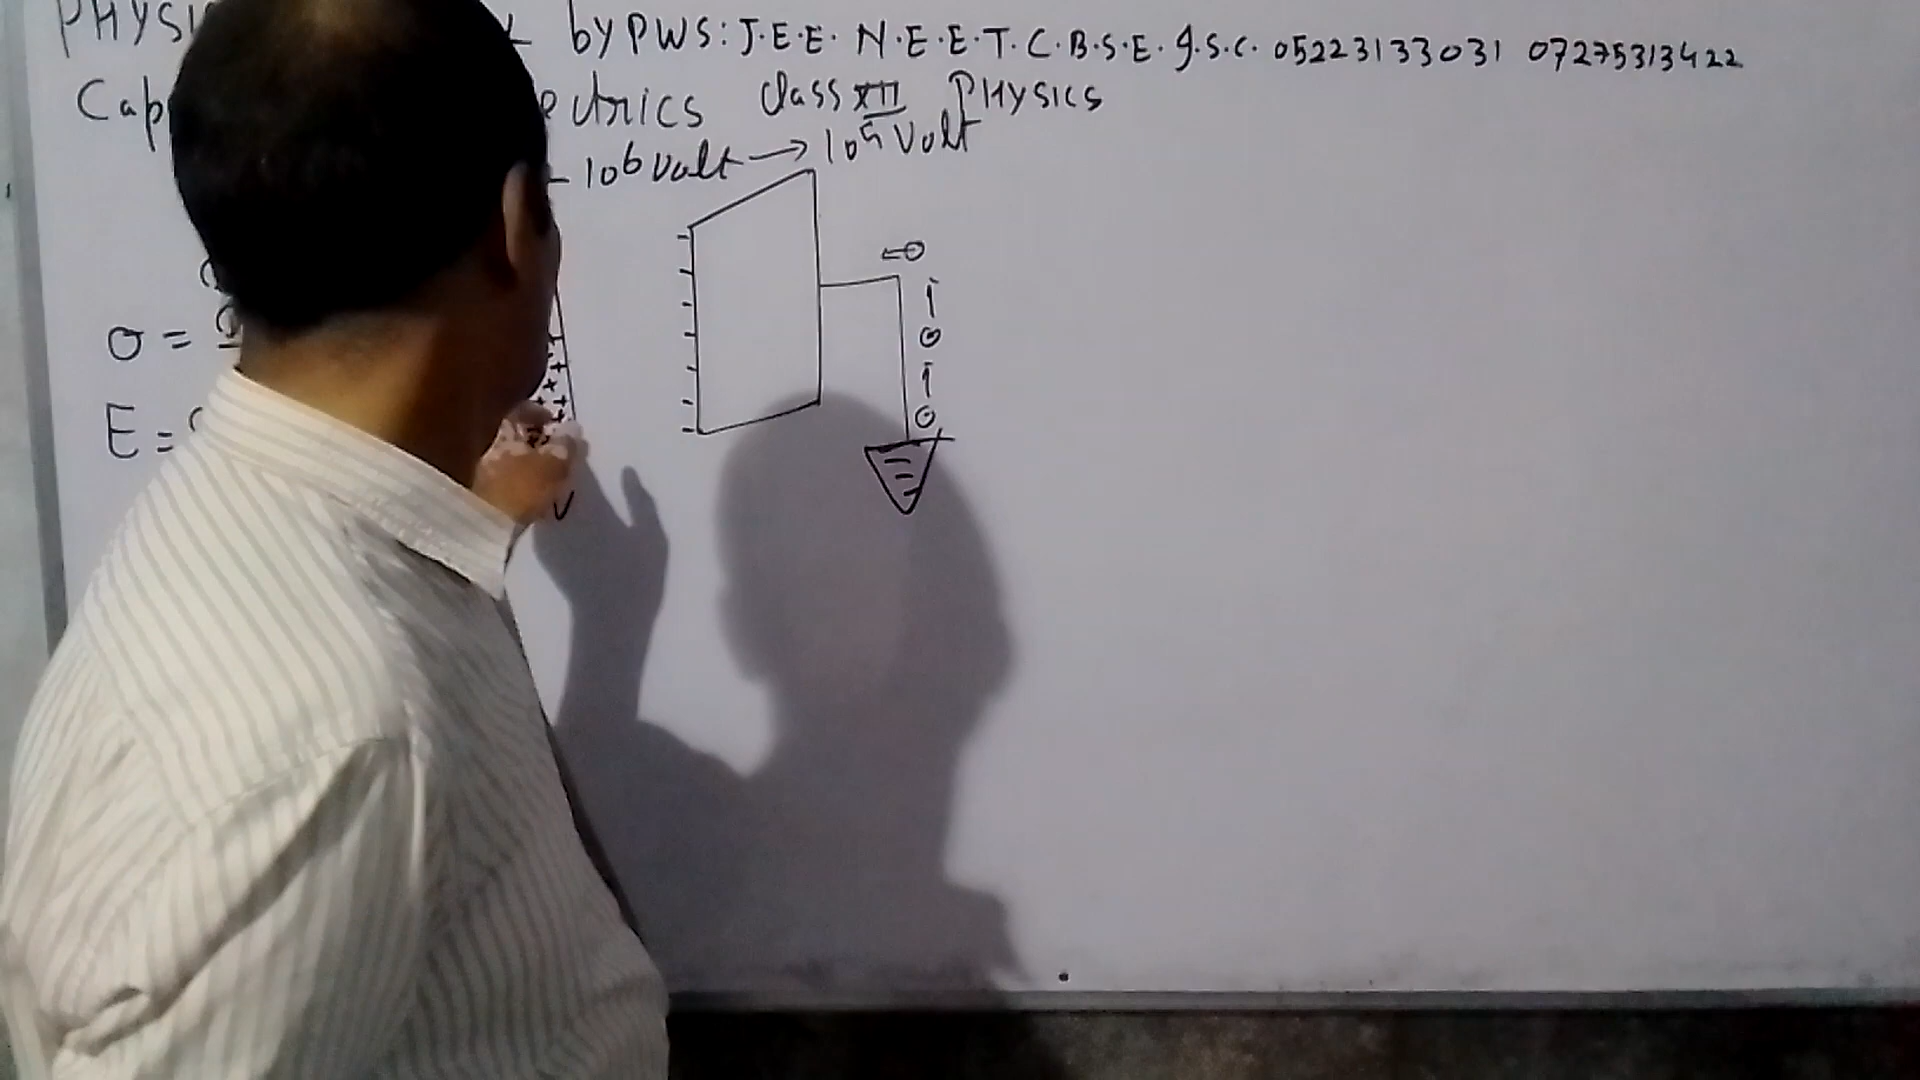 PHYSI by PWS: J.E.E. N.E.E.T. C.B.S.E. I.S.C. 05223133031 07275313422
Cap ectrics Class XII PHYSICS
10⁶ Volt → 10⁵ Volt
σ =
E =